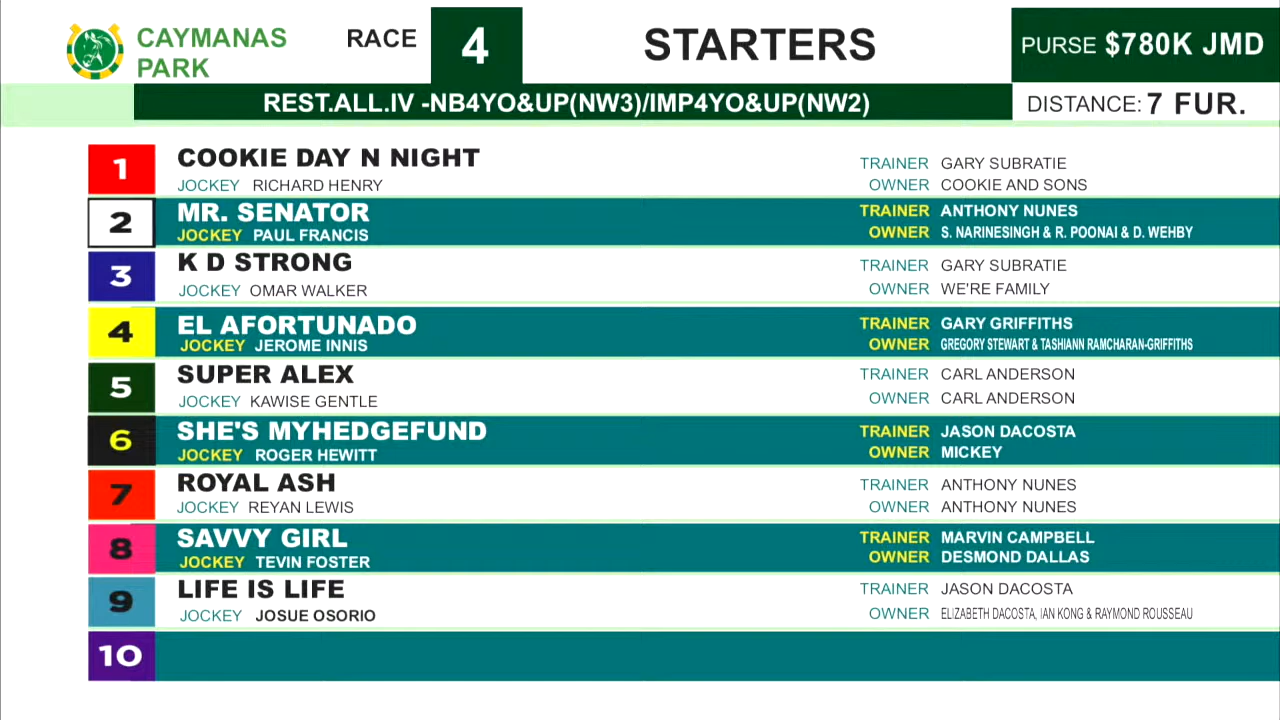 CAYMANAS PARK
RACE 4
STARTERS
PURSE $780K JMD
REST.ALL.IV -NB4YO&UP(NW3)/IMP4YO&UP(NW2)
DISTANCE: 7 FUR.
1 COOKIE DAY N NIGHT
JOCKEY RICHARD HENRY
TRAINER GARY SUBRATIE
OWNER COOKIE AND SONS
2 MR. SENATOR
JOCKEY PAUL FRANCIS
TRAINER ANTHONY NUNES
OWNER S. NARINESINGH & R. POONAI & D. WEHBY
3 K D STRONG
JOCKEY OMAR WALKER
TRAINER GARY SUBRATIE
OWNER WE'RE FAMILY
4 EL AFORTUNADO
JOCKEY JEROME INNIS
TRAINER GARY GRIFFITHS
OWNER GREGORY STEWART & TASHIANN RAMCHARAN-GRIFFITHS
5 SUPER ALEX
JOCKEY KAWISE GENTLE
TRAINER CARL ANDERSON
OWNER CARL ANDERSON
6 SHE'S MYHEDGEFUND
JOCKEY ROGER HEWITT
TRAINER JASON DACOSTA
OWNER MICKEY
7 ROYAL ASH
JOCKEY REYAN LEWIS
TRAINER ANTHONY NUNES
OWNER ANTHONY NUNES
8 SAVVY GIRL
JOCKEY TEVIN FOSTER
TRAINER MARVIN CAMPBELL
OWNER DESMOND DALLAS
9 LIFE IS LIFE
JOCKEY JOSUE OSORIO
TRAINER JASON DACOSTA
OWNER ELIZABETH DACOSTA, IAN KONG & RAYMOND ROUSSEAU
10